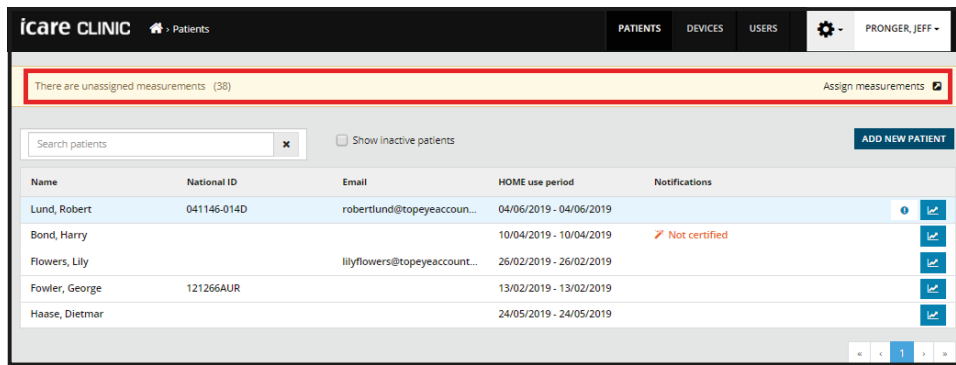 icare CLINIC > Patients PATIENTS DEVICES USERS PRONGER, JEFF
There are unassigned measurements (38) Assign measurements
Search patients Show inactive patients ADD NEW PATIENT
Name National ID Email HOME use period Notifications
Lund, Robert 041146-014D robertlund@topeyeaccoun... 04/06/2019 - 04/06/2019
Bond, Harry 10/04/2019 - 10/04/2019 Not certified
Flowers, Lily lilyflowers@topeyeaccount... 26/02/2019 - 26/02/2019
Fowler, George 121266AUR 13/02/2019 - 13/02/2019
Haase, Dietmar 24/05/2019 - 24/05/2019
« ‹ 1 › »